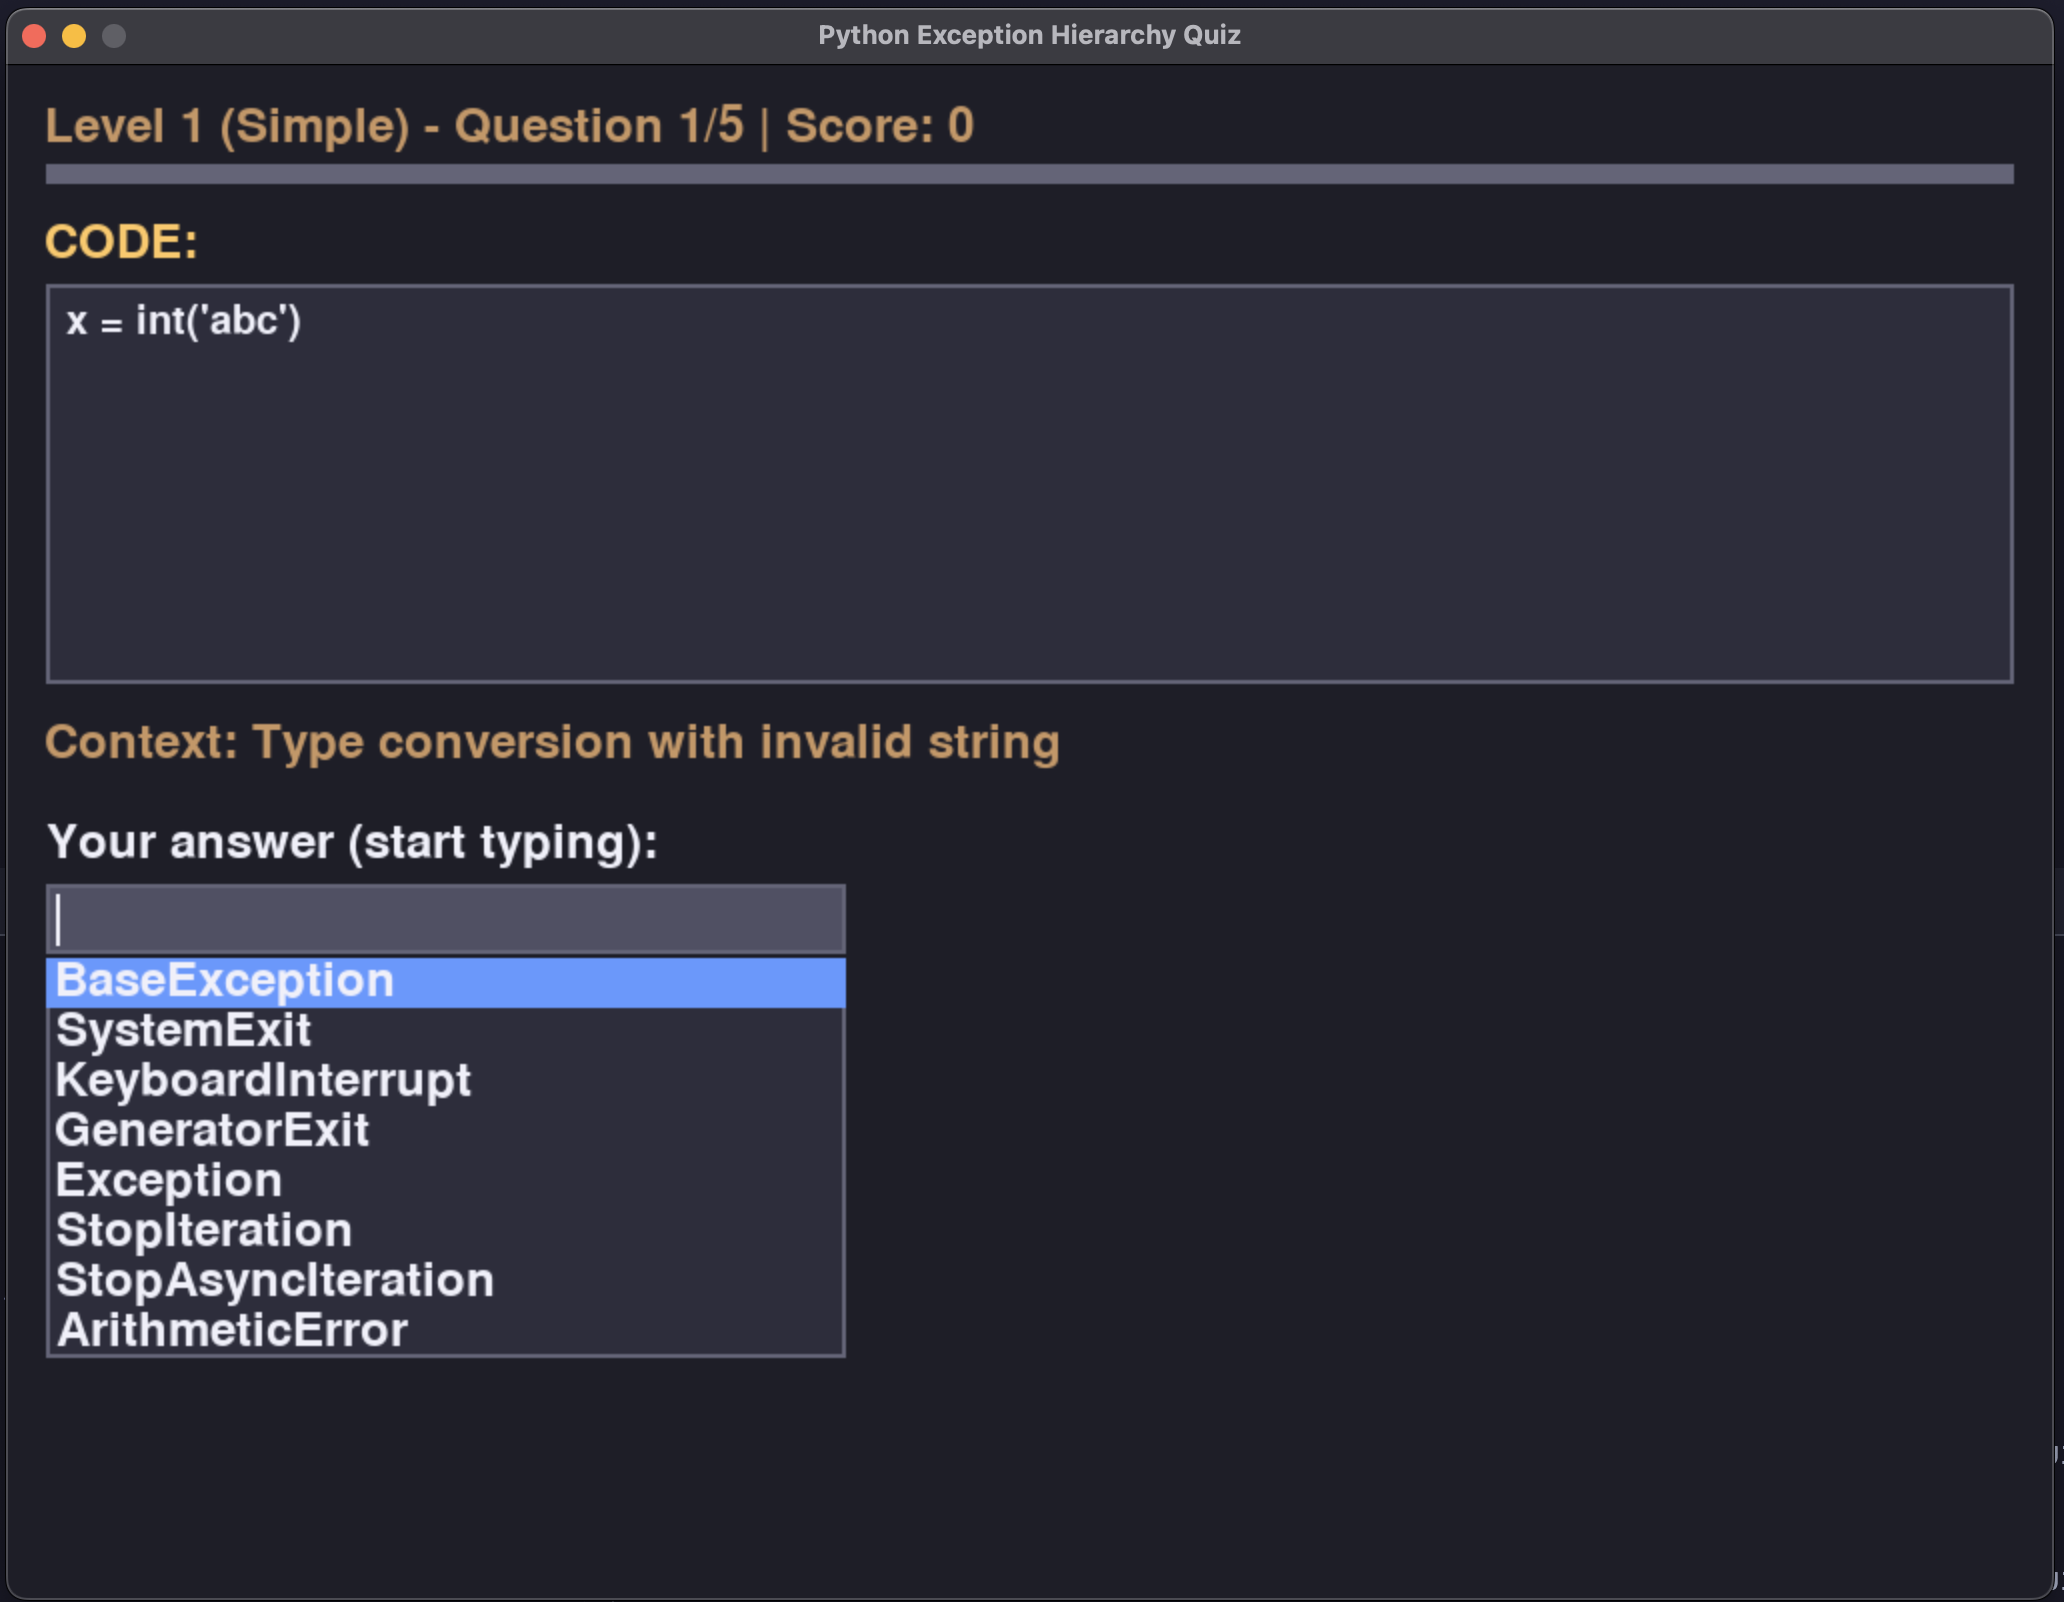 Python Exception Hierarchy Quiz
Level 1 (Simple) - Question 1/5 | Score: 0
CODE:
x = int('abc')
Context: Type conversion with invalid string
Your answer (start typing):
BaseException
SystemExit
KeyboardInterrupt
GeneratorExit
Exception
StopIteration
StopAsyncIteration
ArithmeticError